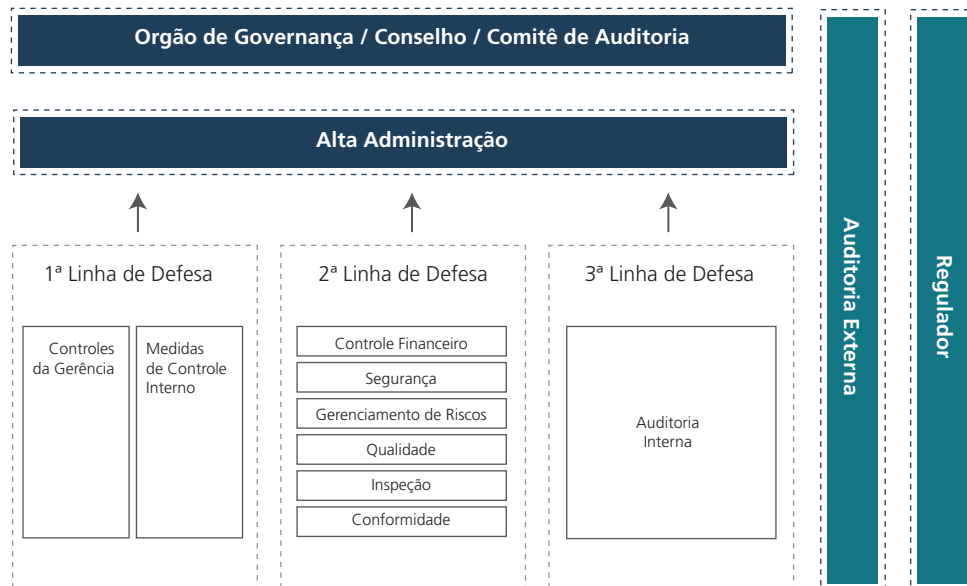 Orgão de Governança / Conselho / Comitê de Auditoria
Alta Administração
1ª Linha de Defesa
Controles
da Gerência
Medidas
de Controle
Interno
2ª Linha de Defesa
Controle Financeiro
Segurança
Gerenciamento de Riscos
Qualidade
Inspeção
Conformidade
3ª Linha de Defesa
Auditoria
Interna
Auditoria Externa
Regulador